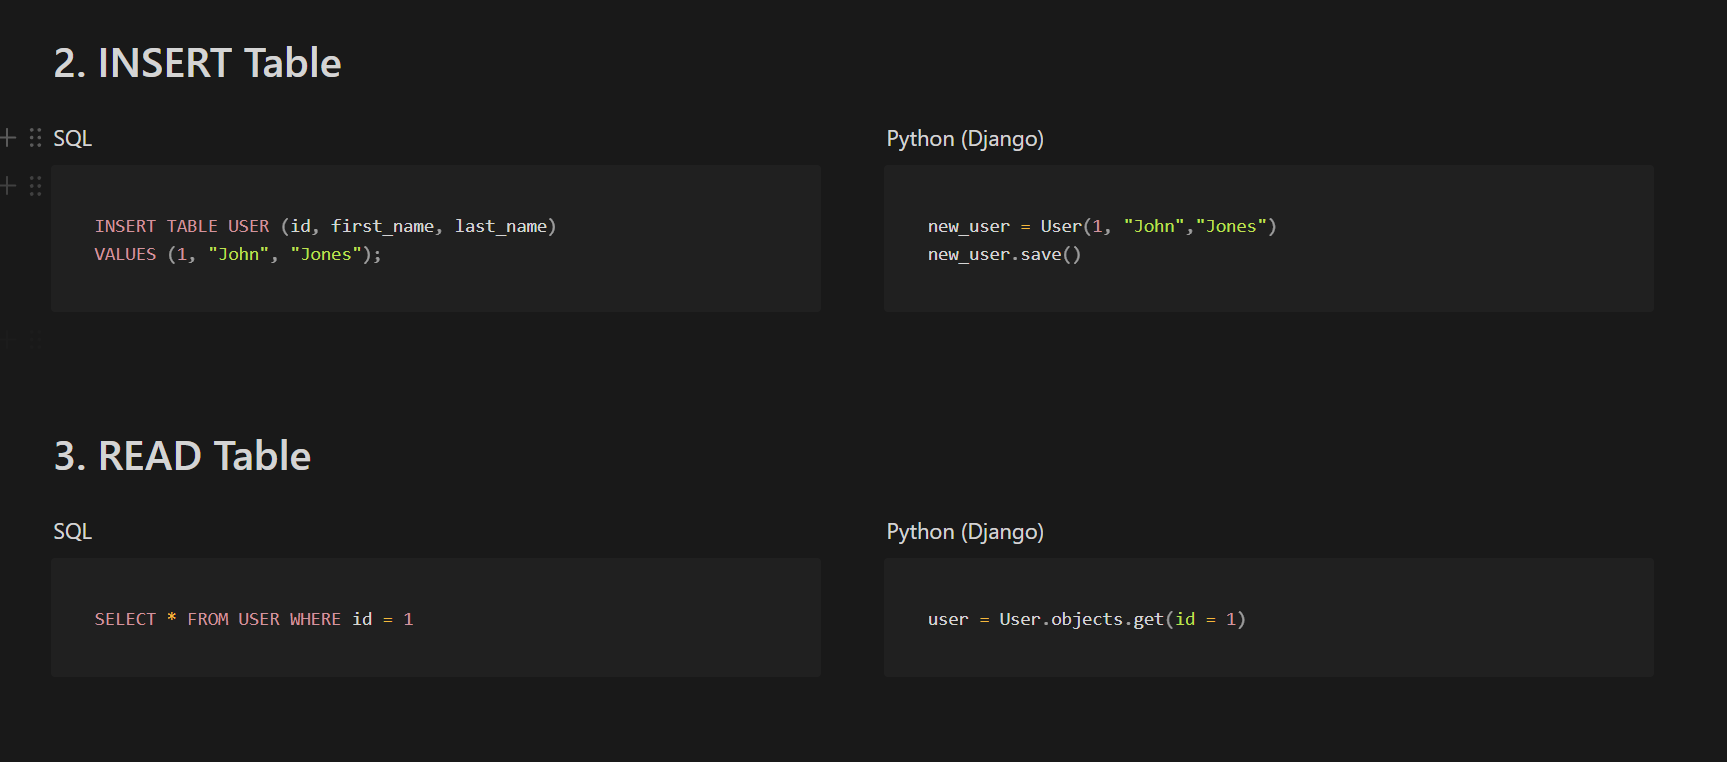 2. INSERT Table
SQL
INSERT TABLE USER (id, first_name, last_name)
VALUES (1, "John", "Jones");
Python (Django)
new_user = User(1, "John","Jones")
new_user.save()
3. READ Table
SQL
SELECT * FROM USER WHERE id = 1
Python (Django)
user = User.objects.get(id = 1)